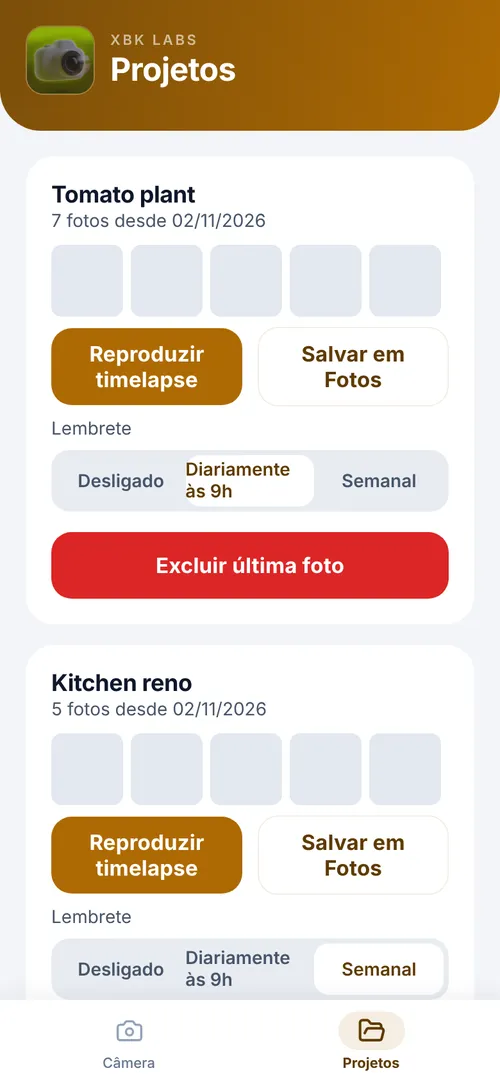 XBK LABS
Projetos
Tomato plant
7 fotos desde 02/11/2026
Reproduzir
timelapse
Salvar em
Fotos
Lembrete
Desligado
Diariamente
às 9h
Semanal
Excluir última foto
Kitchen reno
5 fotos desde 02/11/2026
Reproduzir
timelapse
Salvar em
Fotos
Lembrete
Desligado
Diariamente
às 9h
Semanal
Câmera
Projetos